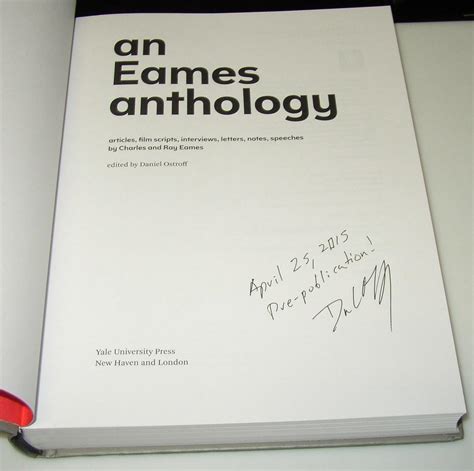 an
Eames
anthology
articles, film scripts, interviews, letters, notes, speeches
by Charles and Ray Eames
edited by Daniel Ostroff
April 25, 2015
Pre-publication!
Yale University Press
New Haven and London